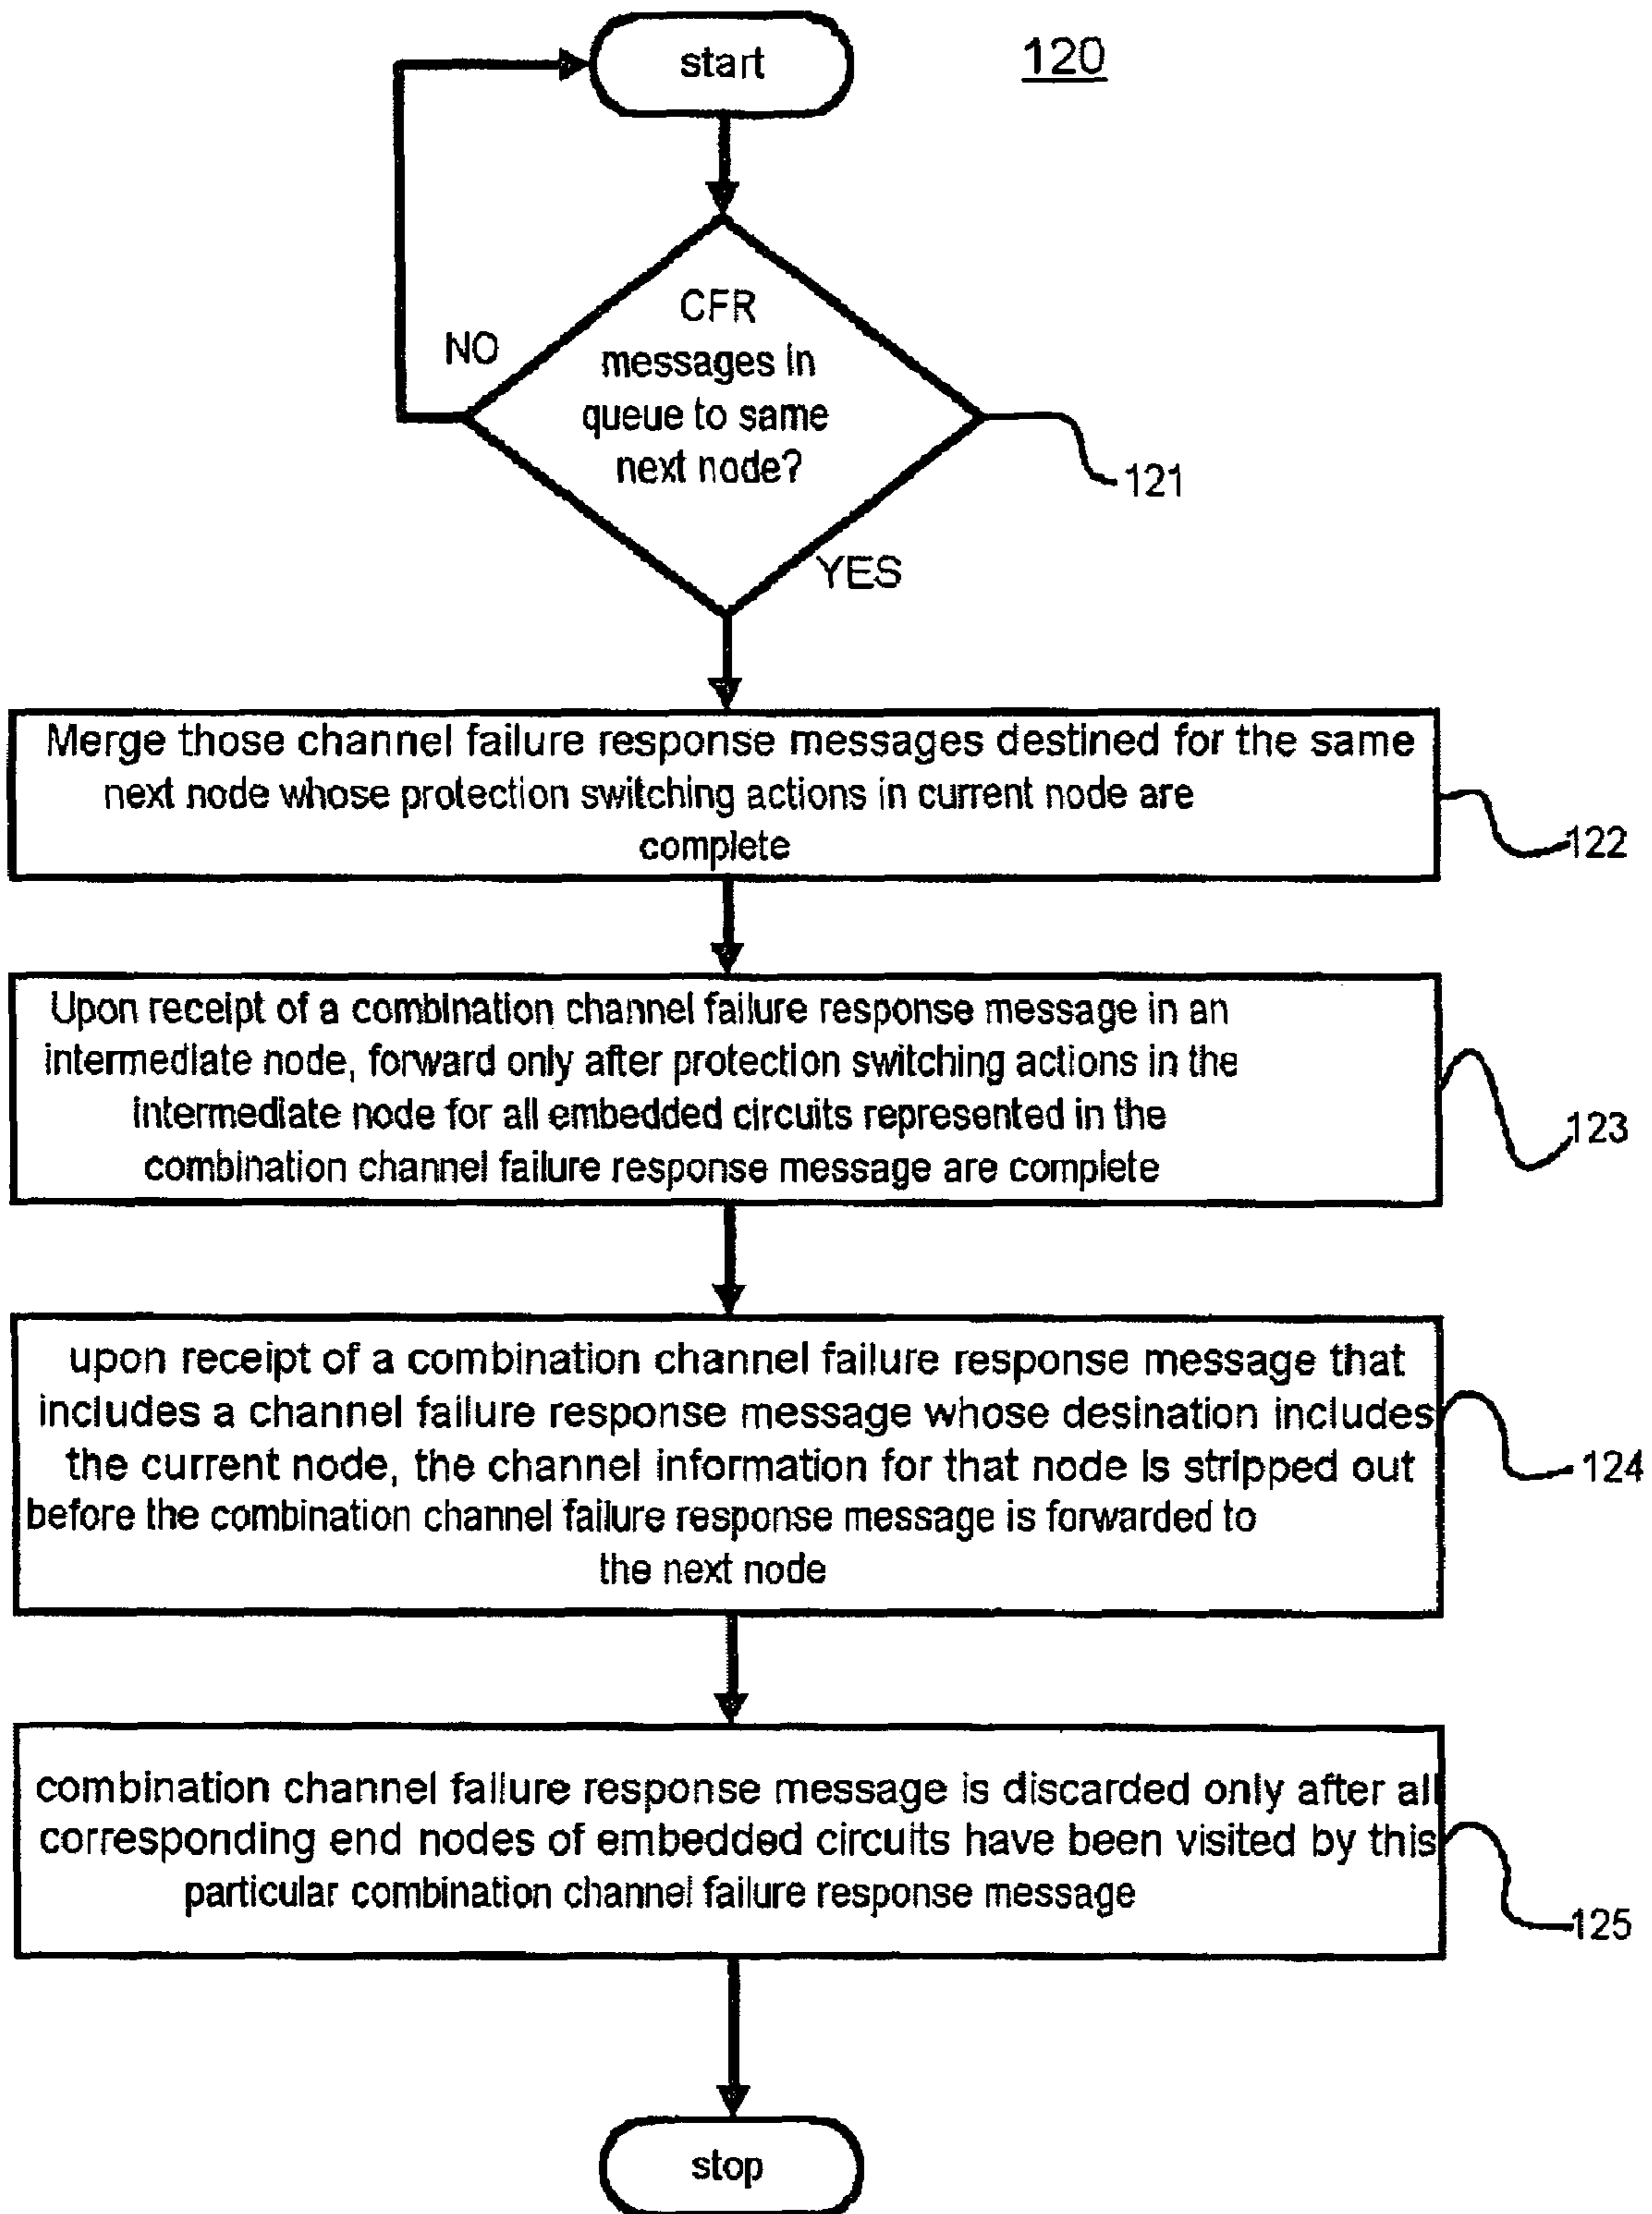 start
120
CFR
messages in
queue to same
next node?
NO
YES
121
Merge those channel failure response messages destined for the same
next node whose protection switching actions in current node are
complete
122
Upon receipt of a combination channel failure response message in an
intermediate node, forward only after protection switching actions in the
intermediate node for all embedded circuits represented in the
combination channel failure response message are complete
123
upon receipt of a combination channel failure response message that
includes a channel failure response message whose desination includes
the current node, the channel information for that node is stripped out
before the combination channel failure response message is forwarded to
the next node
124
combination channel failure response message is discarded only after all
corresponding end nodes of embedded circuits have been visited by this
particular combination channel failure response message
125
stop